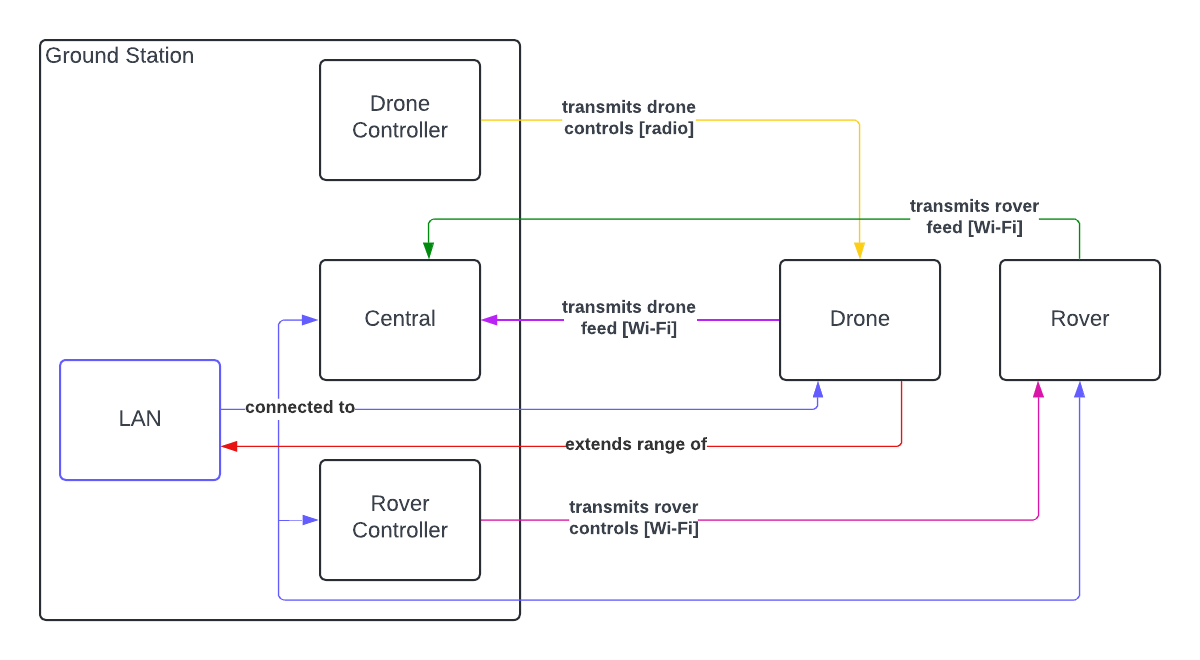 Ground Station
Drone
Controller
transmits drone
controls [radio]
transmits rover
feed [Wi-Fi]
Central
transmits drone
feed [Wi-Fi]
Drone
Rover
LAN
connected to
extends range of
Rover
Controller
transmits rover
controls [Wi-Fi]